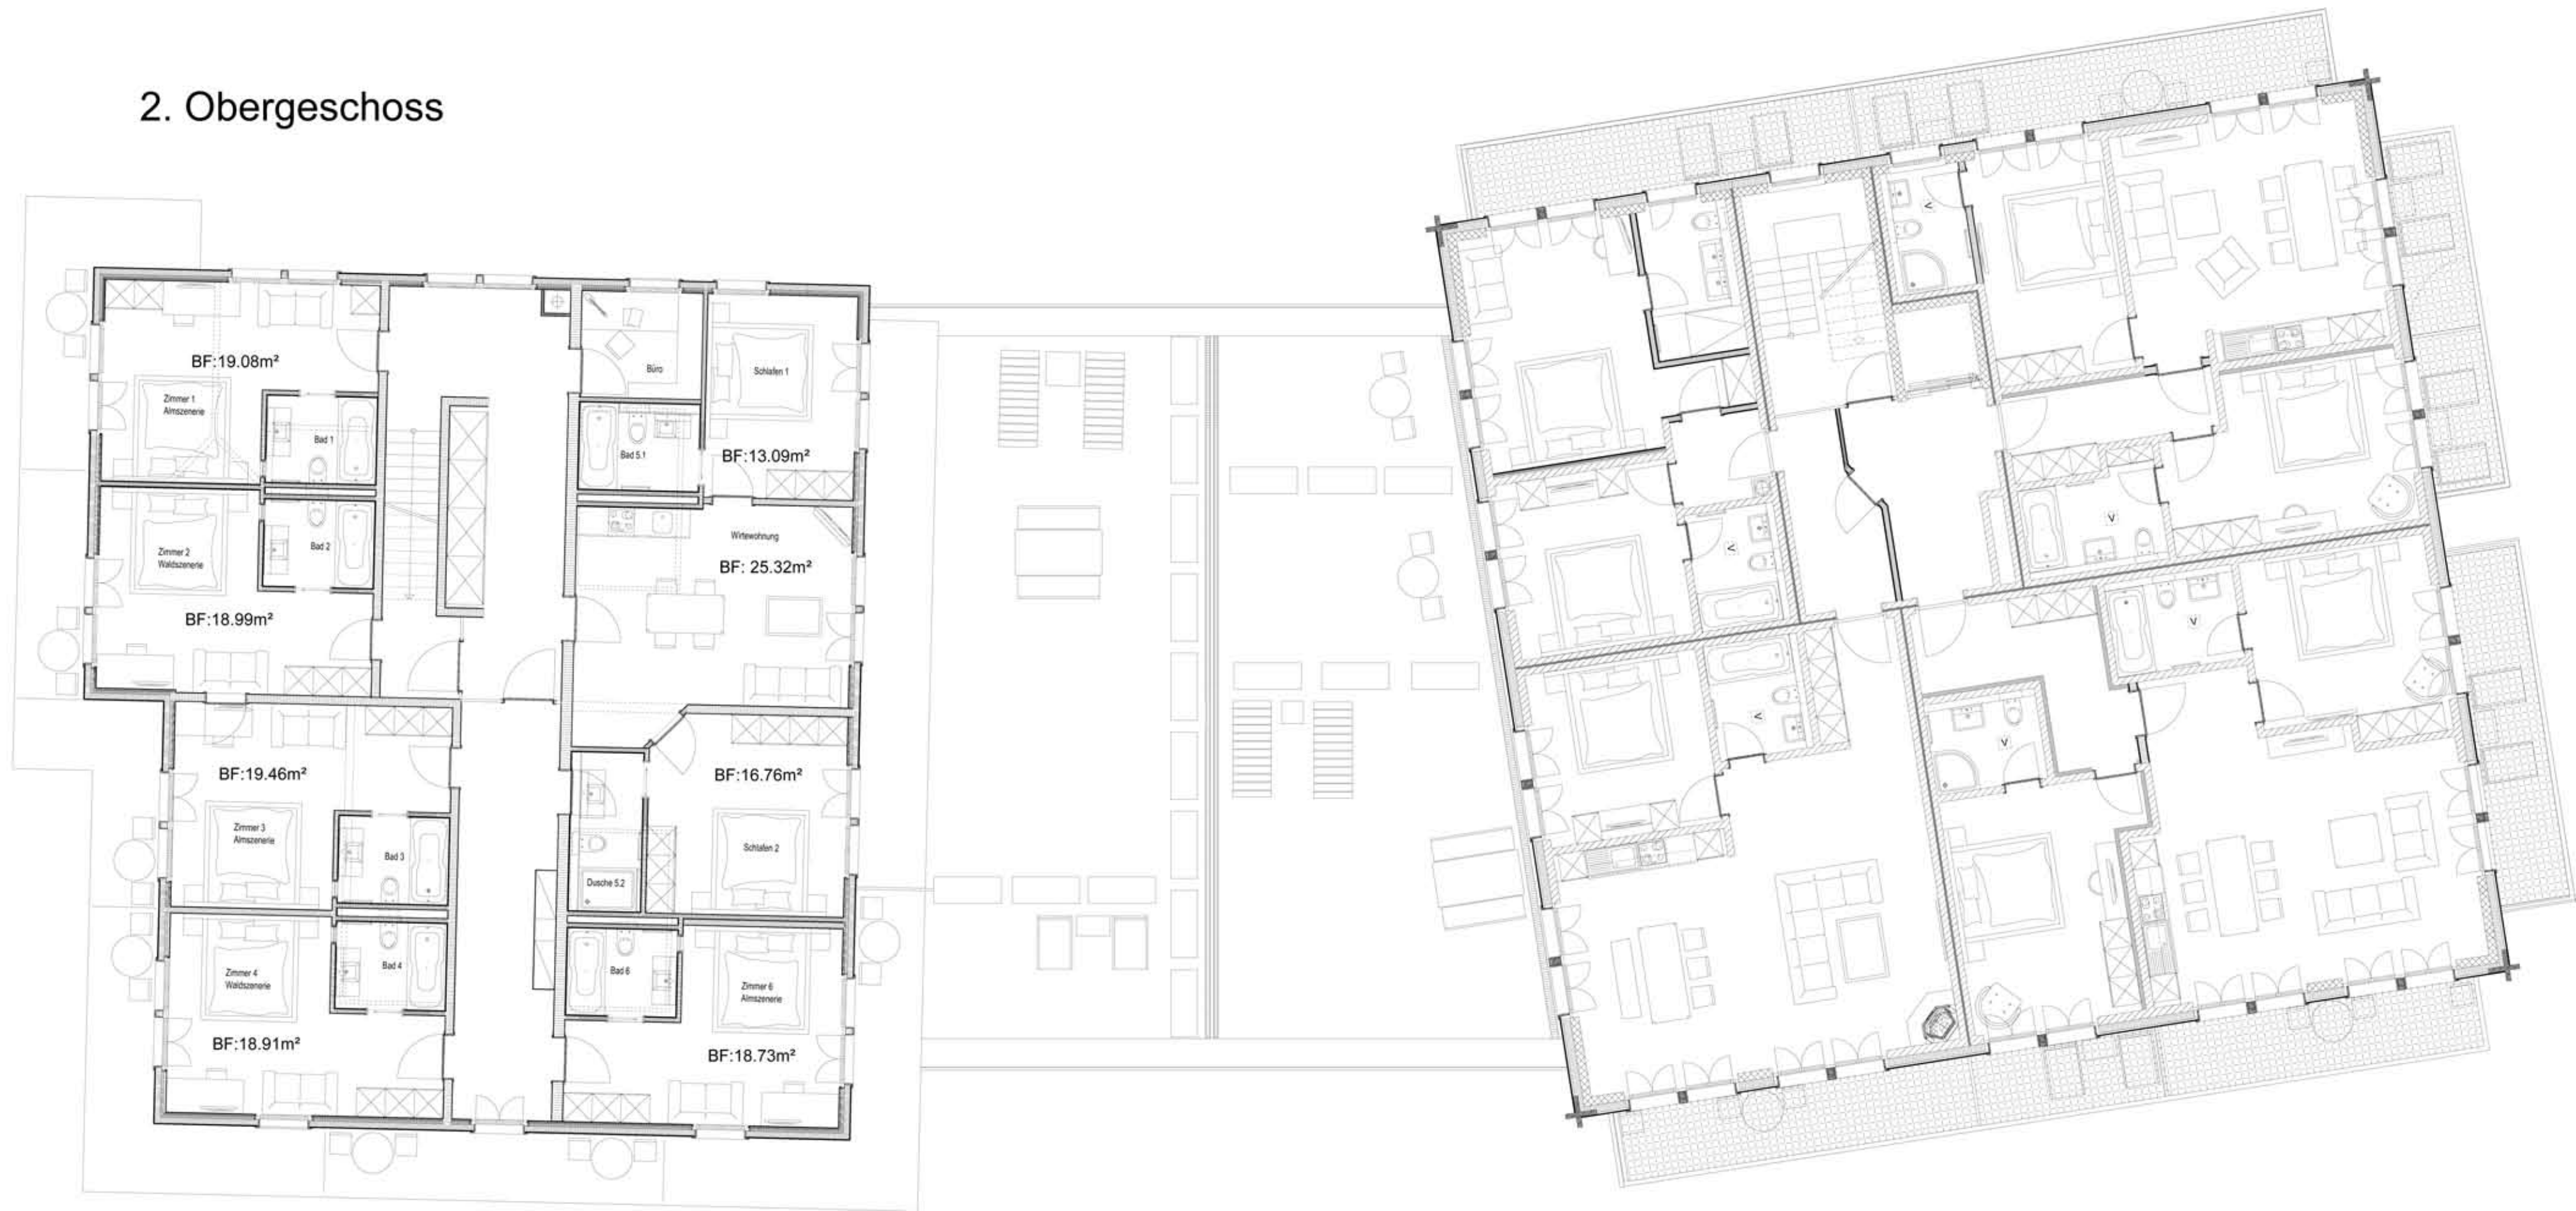 2. Obergeschoss
BF:19.08m²
Zimmer 1
Almszenerie
Bad 1
Büro
Schlafen 1
Bad 5.1
BF:13.09m²
Zimmer 2
Waldszenerie
Bad 2
BF:18.99m²
Wirtewohnung
BF: 25.32m²
BF:19.46m²
Zimmer 3
Almszenerie
Bad 3
BF:16.76m²
Schlafen 2
Dusche 5.2
Zimmer 4
Waldszenerie
Bad 4
BF:18.91m²
Bad 6
Zimmer 6
Almszenerie
BF:18.73m²
V
V
V
V
V
V